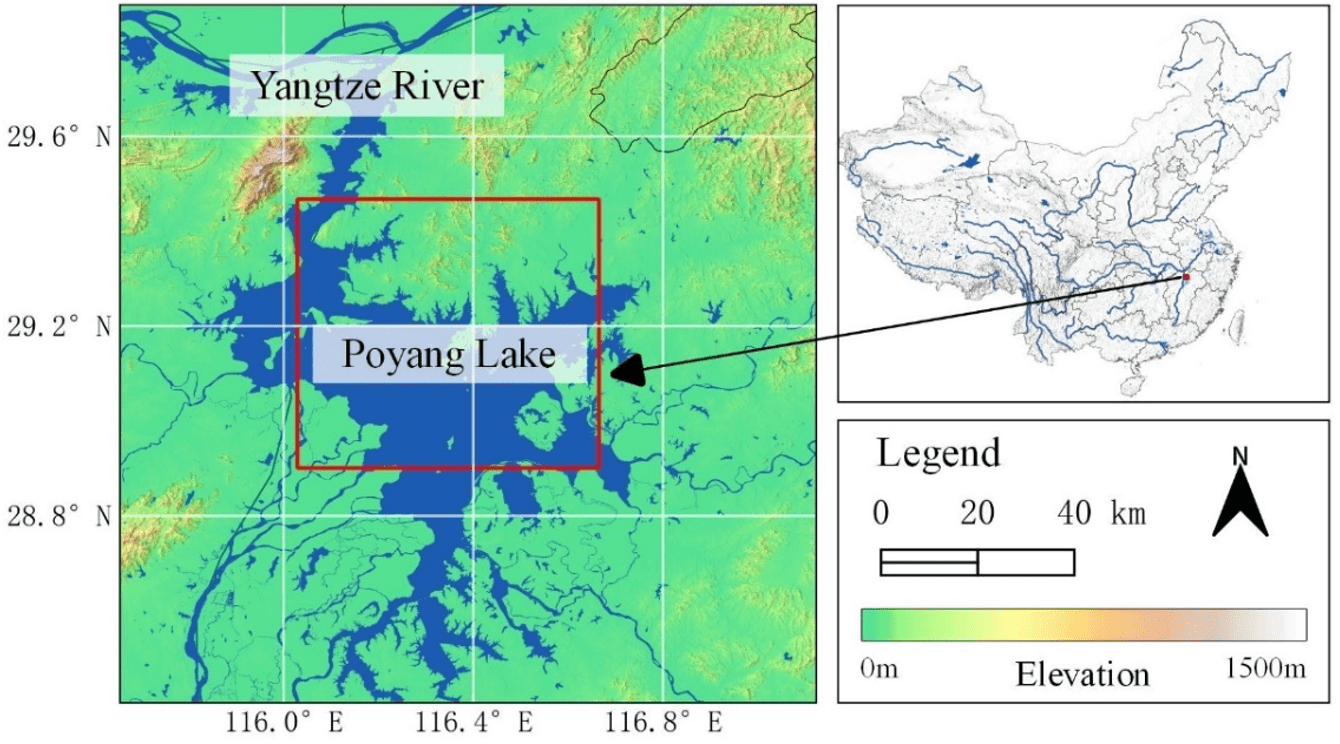 Yangtze River
29.6° N
29.2° N
Poyang Lake
28.8° N
116.0° E 116.4° E 116.8° E
Legend
N
0 20 40 km
0m Elevation 1500m